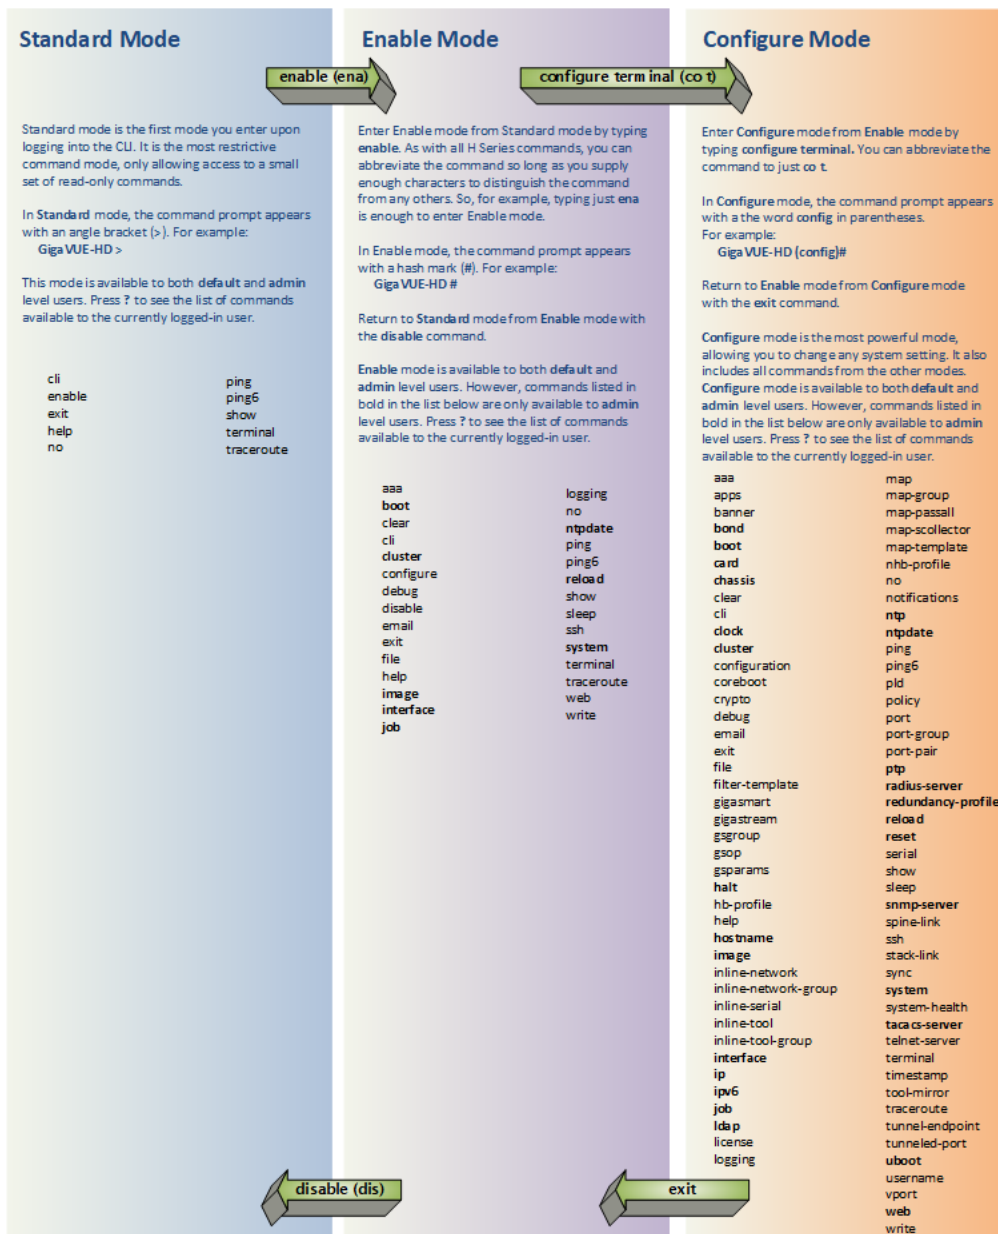 Standard Mode
enable (ena)
Standard mode is the first mode you enter upon
logging into the CLI. It is the most restrictive
command mode, only allowing access to a small
set of read-only commands.
In Standard mode, the command prompt appears
with an angle bracket (>). For example:
GigaVUE-HD >
This mode is available to both default and admin
level users. Press ? to see the list of commands
available to the currently logged-in user.
cli
enable
exit
help
no
ping
ping6
show
terminal
traceroute
disable (dis)
Enable Mode
configure terminal (co t)
Enter Enable mode from Standard mode by typing
enable. As with all H Series commands, you can
abbreviate the command so long as you supply
enough characters to distinguish the command
from any others. So, for example, typing just ena
is enough to enter Enable mode.
In Enable mode, the command prompt appears
with a hash mark (#). For example:
GigaVUE-HD #
Return to Standard mode from Enable mode with
the disable command.
Enable mode is available to both default and
admin level users. However, commands listed in
bold in the list below are only available to admin
level users. Press ? to see the list of commands
available to the currently logged-in user.
aaa
boot
clear
cli
cluster
configure
debug
disable
email
exit
file
help
image
interface
job
logging
no
ntpdate
ping
ping6
reload
show
sleep
ssh
system
terminal
traceroute
web
write
exit
Configure Mode
Enter Configure mode from Enable mode by
typing configure terminal. You can abbreviate the
command to just co t.
In Configure mode, the command prompt appears
with a the word config in parentheses.
For example:
GigaVUE-HD (config)#
Return to Enable mode from Configure mode
with the exit command.
Configure mode is the most powerful mode,
allowing you to change any system setting. It also
includes all commands from the other modes.
Configure mode is available to both default and
admin level users. However, commands listed in
bold in the list below are only available to admin
level users. Press ? to see the list of commands
available to the currently logged-in user.
aaa
apps
banner
bond
boot
card
chassis
clear
cli
clock
cluster
configuration
coreboot
crypto
debug
email
exit
file
filter-template
gigasmart
gigastream
gsgroup
gsop
gsparams
halt
hb-profile
help
hostname
image
inline-network
inline-network-group
inline-serial
inline-tool
inline-tool-group
interface
ip
ipv6
job
ldap
license
logging
map
map-group
map-passall
map-scollector
map-template
nhb-profile
no
notifications
ntp
ntpdate
ping
ping6
pld
policy
port
port-group
port-pair
ptp
radius-server
redundancy-profile
reload
reset
serial
show
sleep
snmp-server
spine-link
ssh
stack-link
sync
system
system-health
tacacs-server
telnet-server
terminal
timestamp
tool-mirror
traceroute
tunnel-endpoint
tunneled-port
uboot
username
vport
web
write